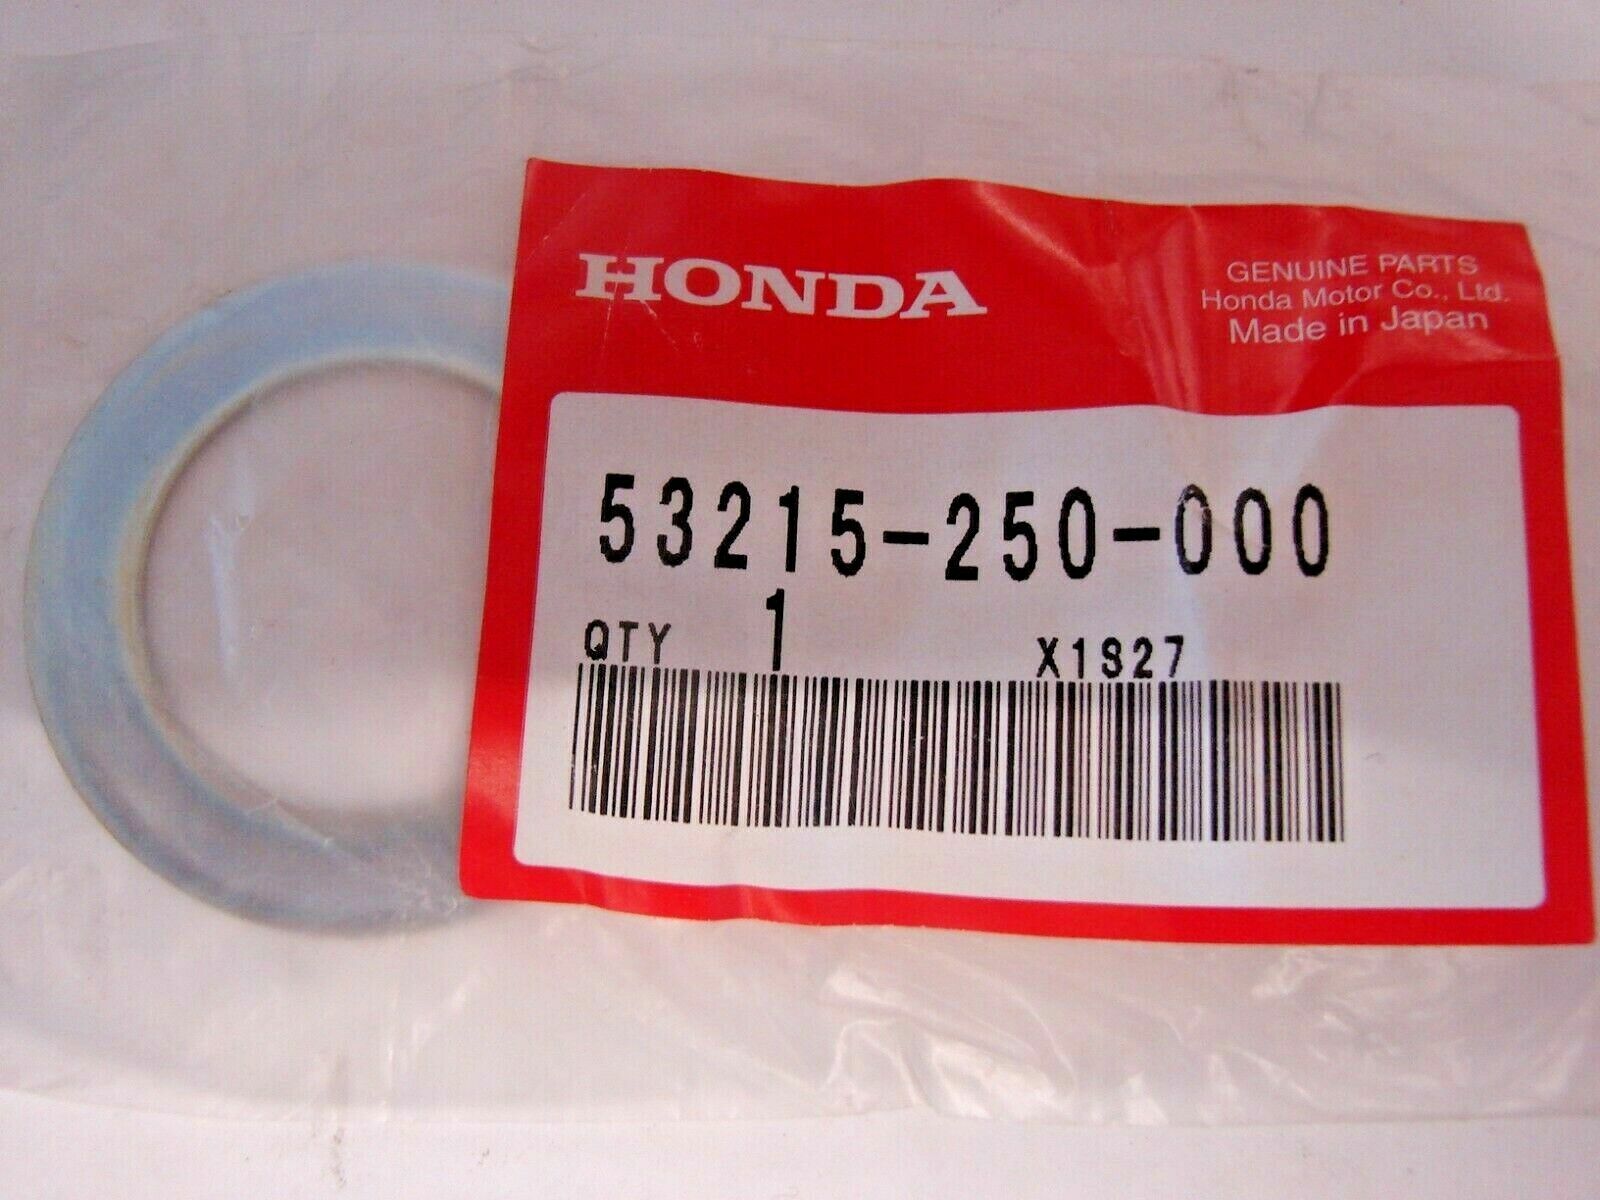 HONDA
GENUINE PARTS
Honda Motor Co., Ltd.
Made in Japan
53215-250-000
QTY 1 X1S27